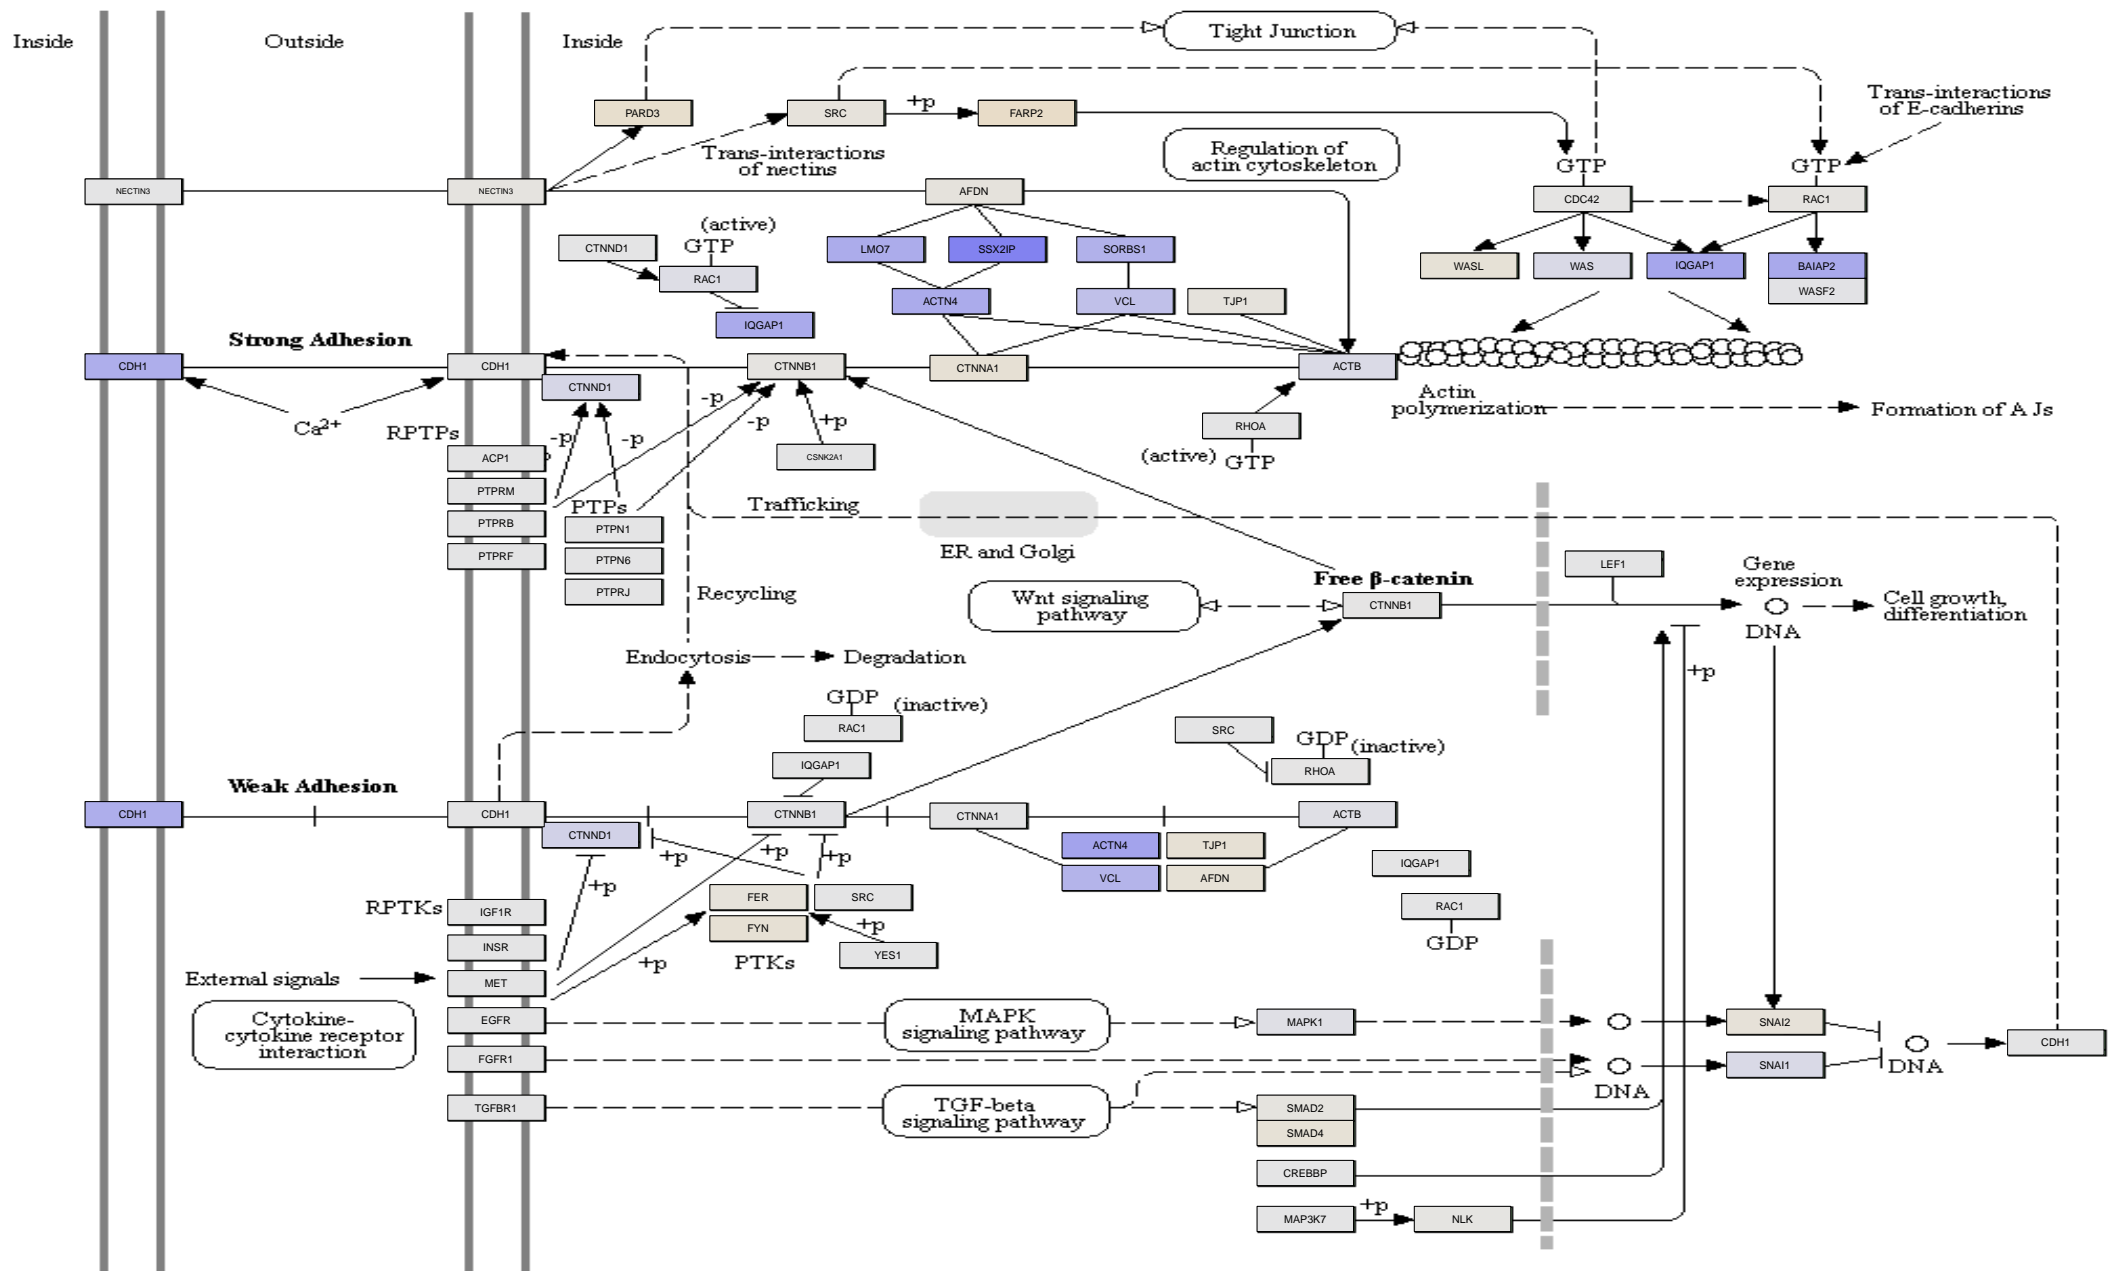 Inside
Outside
Inside
Tight Junction
PARD3
SRC
+p
FARP2
Trans-interactions
of E-cadherins
Trans-interactions
of nectins
Regulation of
actin cytoskeleton
GTP
GTP
NECTIN3
NECTIN3
AFDN
CDC42
RAC1
(active)
GTP
CTNND1
RAC1
LMO7
SSX2IP
SORBS1
WASL
WAS
IQGAP1
BAIAP2
WASF2
ACTN4
VCL
TJP1
IQGAP1
Strong Adhesion
CDH1
CDH1
CTNND1
CTNNB1
CTNNA1
ACTB
Actin
polymerization
Formation of A Js
Ca2+
-p
-p
+p
-p
-p
RHOA
(active)
GTP
CSNK2A1
RPTPs
ACP1
PTPRM
PTPRB
PTPRF
PTPs
PTPN1
PTPN6
PTPRJ
Trafficking
ER and Golgi
Recycling
Wnt signaling
pathway
Free β-catenin
CTNNB1
LEF1
Gene
expression
DNA
Cell growth,
differentiation
Endocytosis
Degradation
+p
GDP
(inactive)
RAC1
IQGAP1
SRC
GDP
(inactive)
RHOA
Weak Adhesion
CDH1
CDH1
CTNND1
CTNNB1
CTNNA1
ACTB
+p
+p
+p
+p
ACTN4
TJP1
VCL
AFDN
IQGAP1
RAC1
GDP
FER
SRC
FYN
+p
YES1
PTKs
+p
RPTKs
IGF1R
INSR
MET
EGFR
FGFR1
TGFBR1
External signals
Cytokine-
cytokine receptor
interaction
MAPK
signaling pathway
MAPK1
SNAI2
SNAI1
DNA
DNA
CDH1
TGF-beta
signaling pathway
SMAD2
SMAD4
CREBBP
MAP3K7
+p
NLK